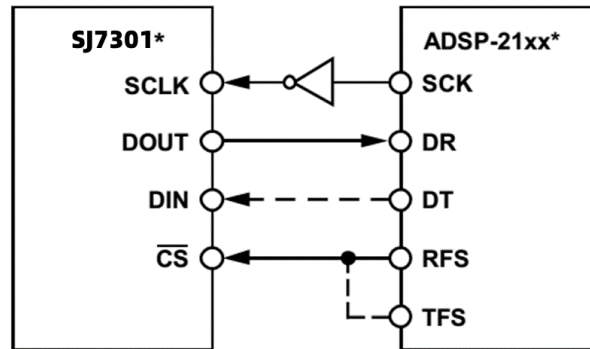 SJ7301* ADSP-21xx*
SCLK SCK
DOUT DR
DIN DT
CS RFS
TFS